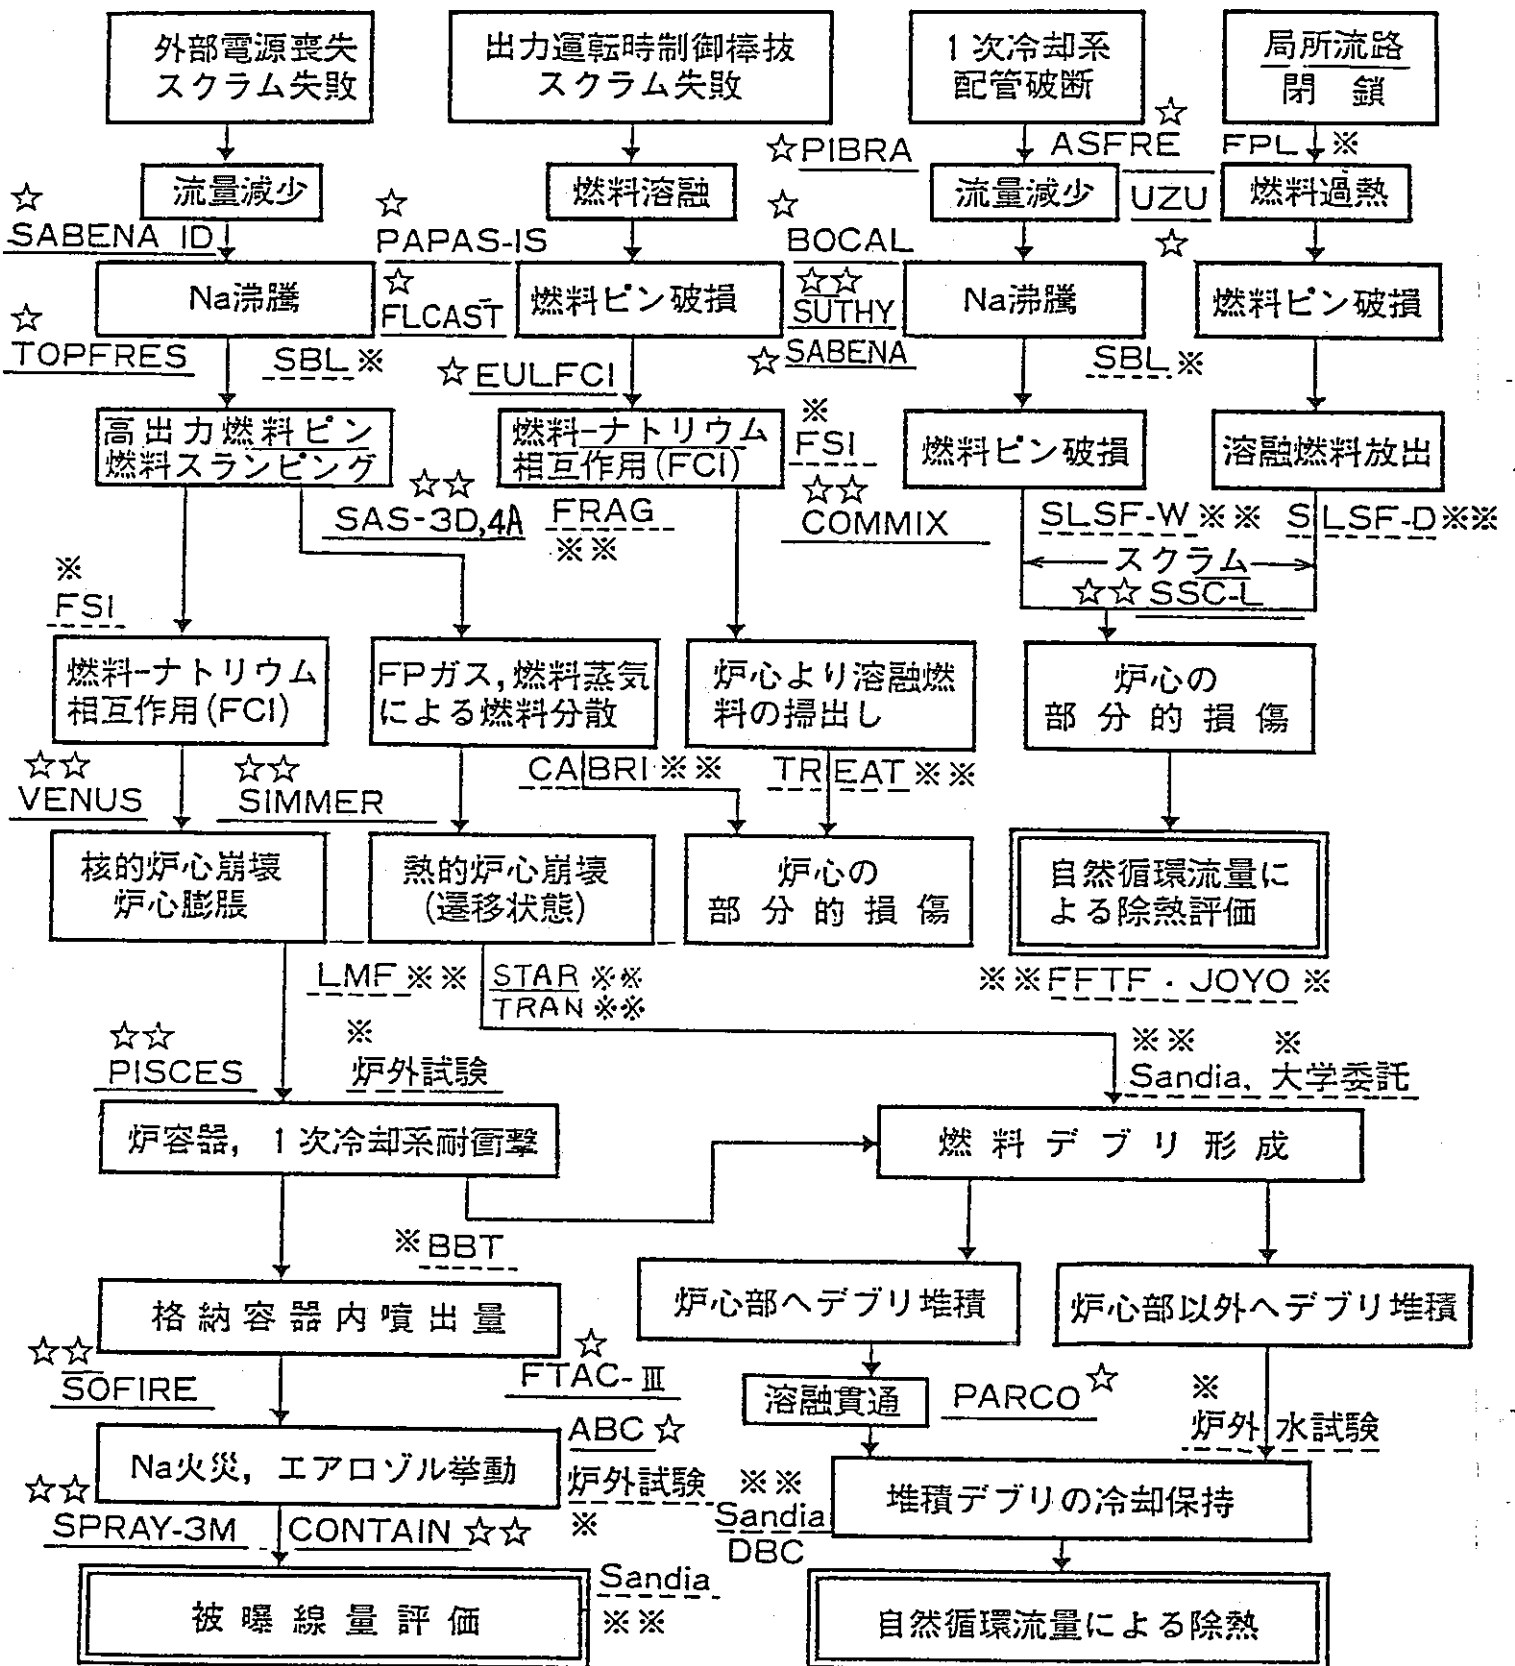 外部電源喪失
スクラム失敗
出力運転時制御棒抜
スクラム失敗
1次冷却系
配管破断
局所流路
閉鎖
☆
☆PIBRA
ASFRE
FPL※
流量減少
燃料溶融
流量減少
UZU
☆
燃料過熱
☆
SABENA ID
☆
PAPAS-IS
☆
BOCAL
Na沸騰
☆
FLCAST
燃料ピン破損
☆☆
SUTHY
Na沸騰
燃料ピン破損
☆
TOPFRES
SBL※
☆EULFCI
☆SABENA
SBL※
高出力燃料ピン
燃料スランピング
燃料-ナトリウム
相互作用(FCI)
※
FSI
燃料ピン破損
溶融燃料放出
☆☆
SAS-3D,4A
FRAG
※※
☆☆
COMMIX
SLSF-W※※
SLSF-D※※
スクラム
☆☆SSC-L
※
FSI
燃料-ナトリウム
相互作用(FCI)
FPガス,燃料蒸気
による燃料分散
炉心より溶融燃
料の掃出し
炉心の
部分的損傷
☆☆
VENUS
☆☆
SIMMER
CABRI※※
TREAT※※
核的炉心崩壊
炉心膨脹
熱的炉心崩壊
(遷移状態)
炉心の
部分的損傷
自然循環流量に
よる除熱評価
LMF※※
STAR※※
TRAN※※
※※FFTF・JOYO※
☆☆
PISCES
※
炉外試験
※※
Sandia,
※
大学委託
炉容器,1次冷却系耐衝撃
燃料デブリ形成
※BBT
格納容器内噴出量
炉心部へデブリ堆積
炉心部以外へデブリ堆積
☆☆
SOFIRE
☆
FTAC-Ⅲ
溶融貫通
PARCO☆
※
炉外水試験
Na火災,エアロゾル挙動
ABC☆
炉外試験
※
※※
Sandia
DBC
堆積デブリの冷却保持
☆☆
SPRAY-3M
CONTAIN☆☆
被曝線量評価
Sandia
※※
自然循環流量による除熱